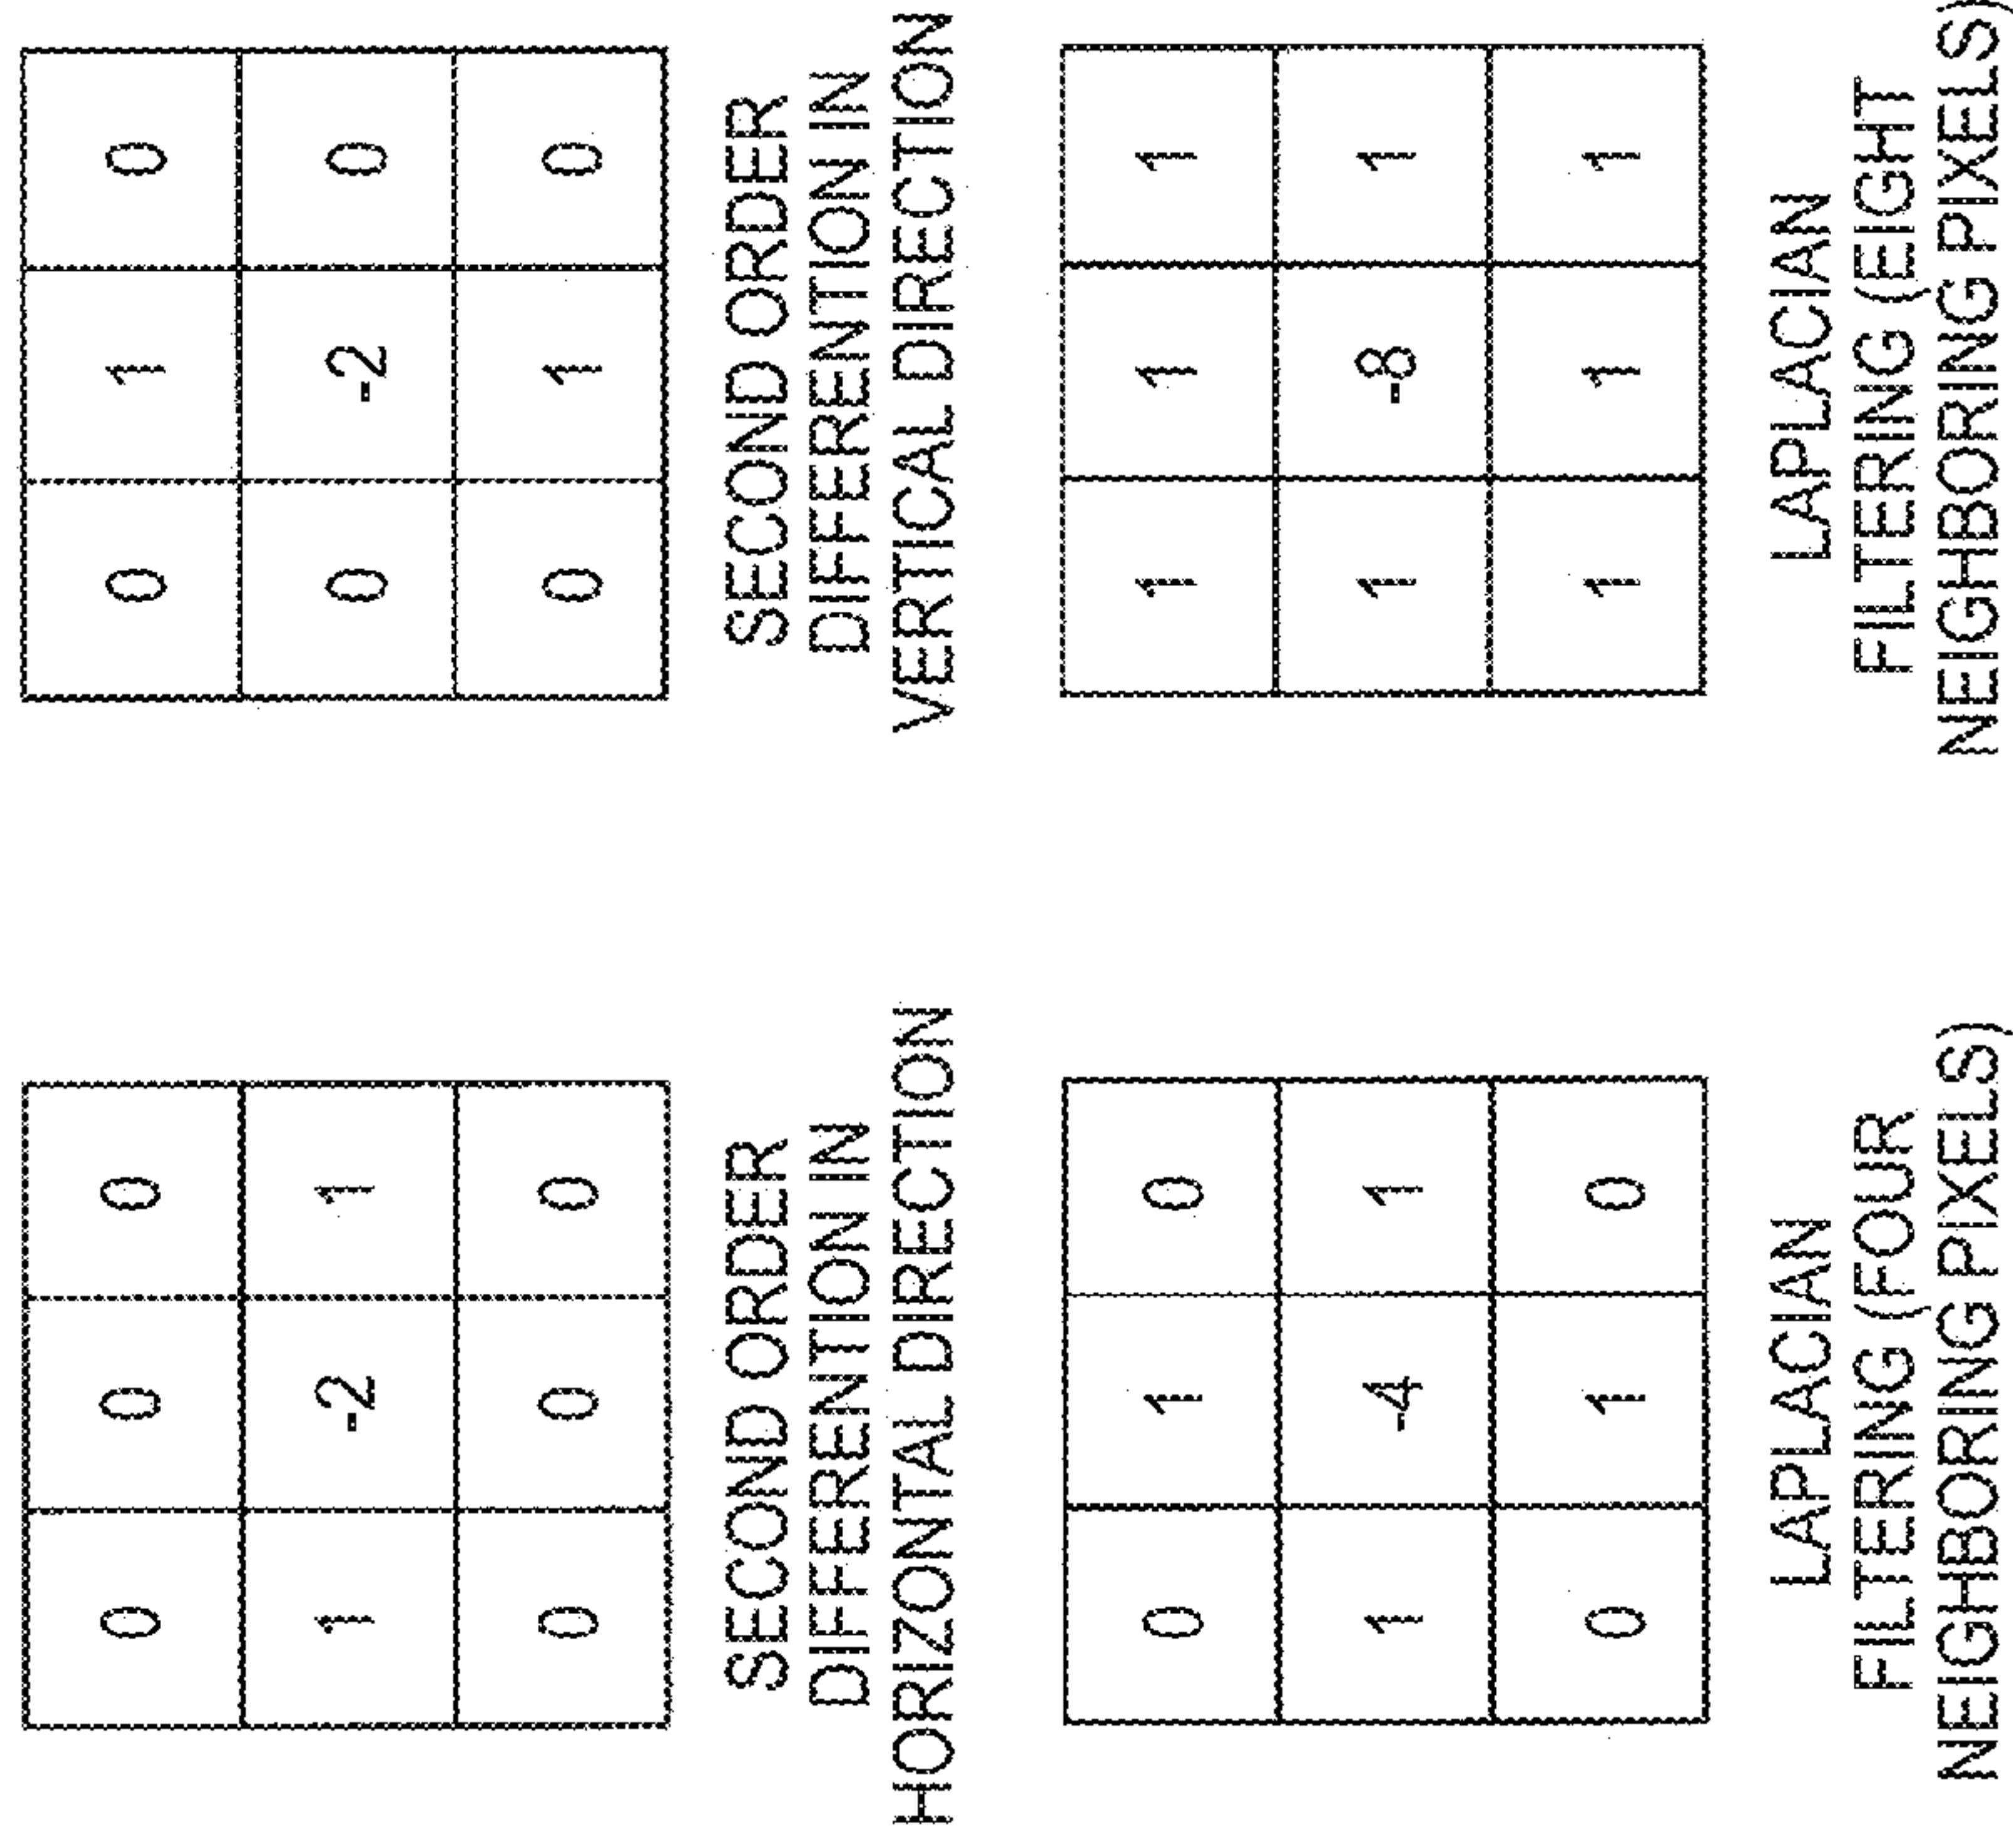 0 0 0
1 -2 1
0 0 0
SECOND ORDER
DIFFERENTION IN
HORIZONTAL DIRECTION
0 1 0
0 -2 0
0 1 0
SECOND ORDER
DIFFERENTION IN
VERTICAL DIRECTION
0 1 0
1 -4 1
0 1 0
LAPLACIAN
FILTERING (FOUR
NEIGHBORING PIXELS)
1 1 1
1 -8 1
1 1 1
LAPLACIAN
FILTERING (EIGHT
NEIGHBORING PIXELS)